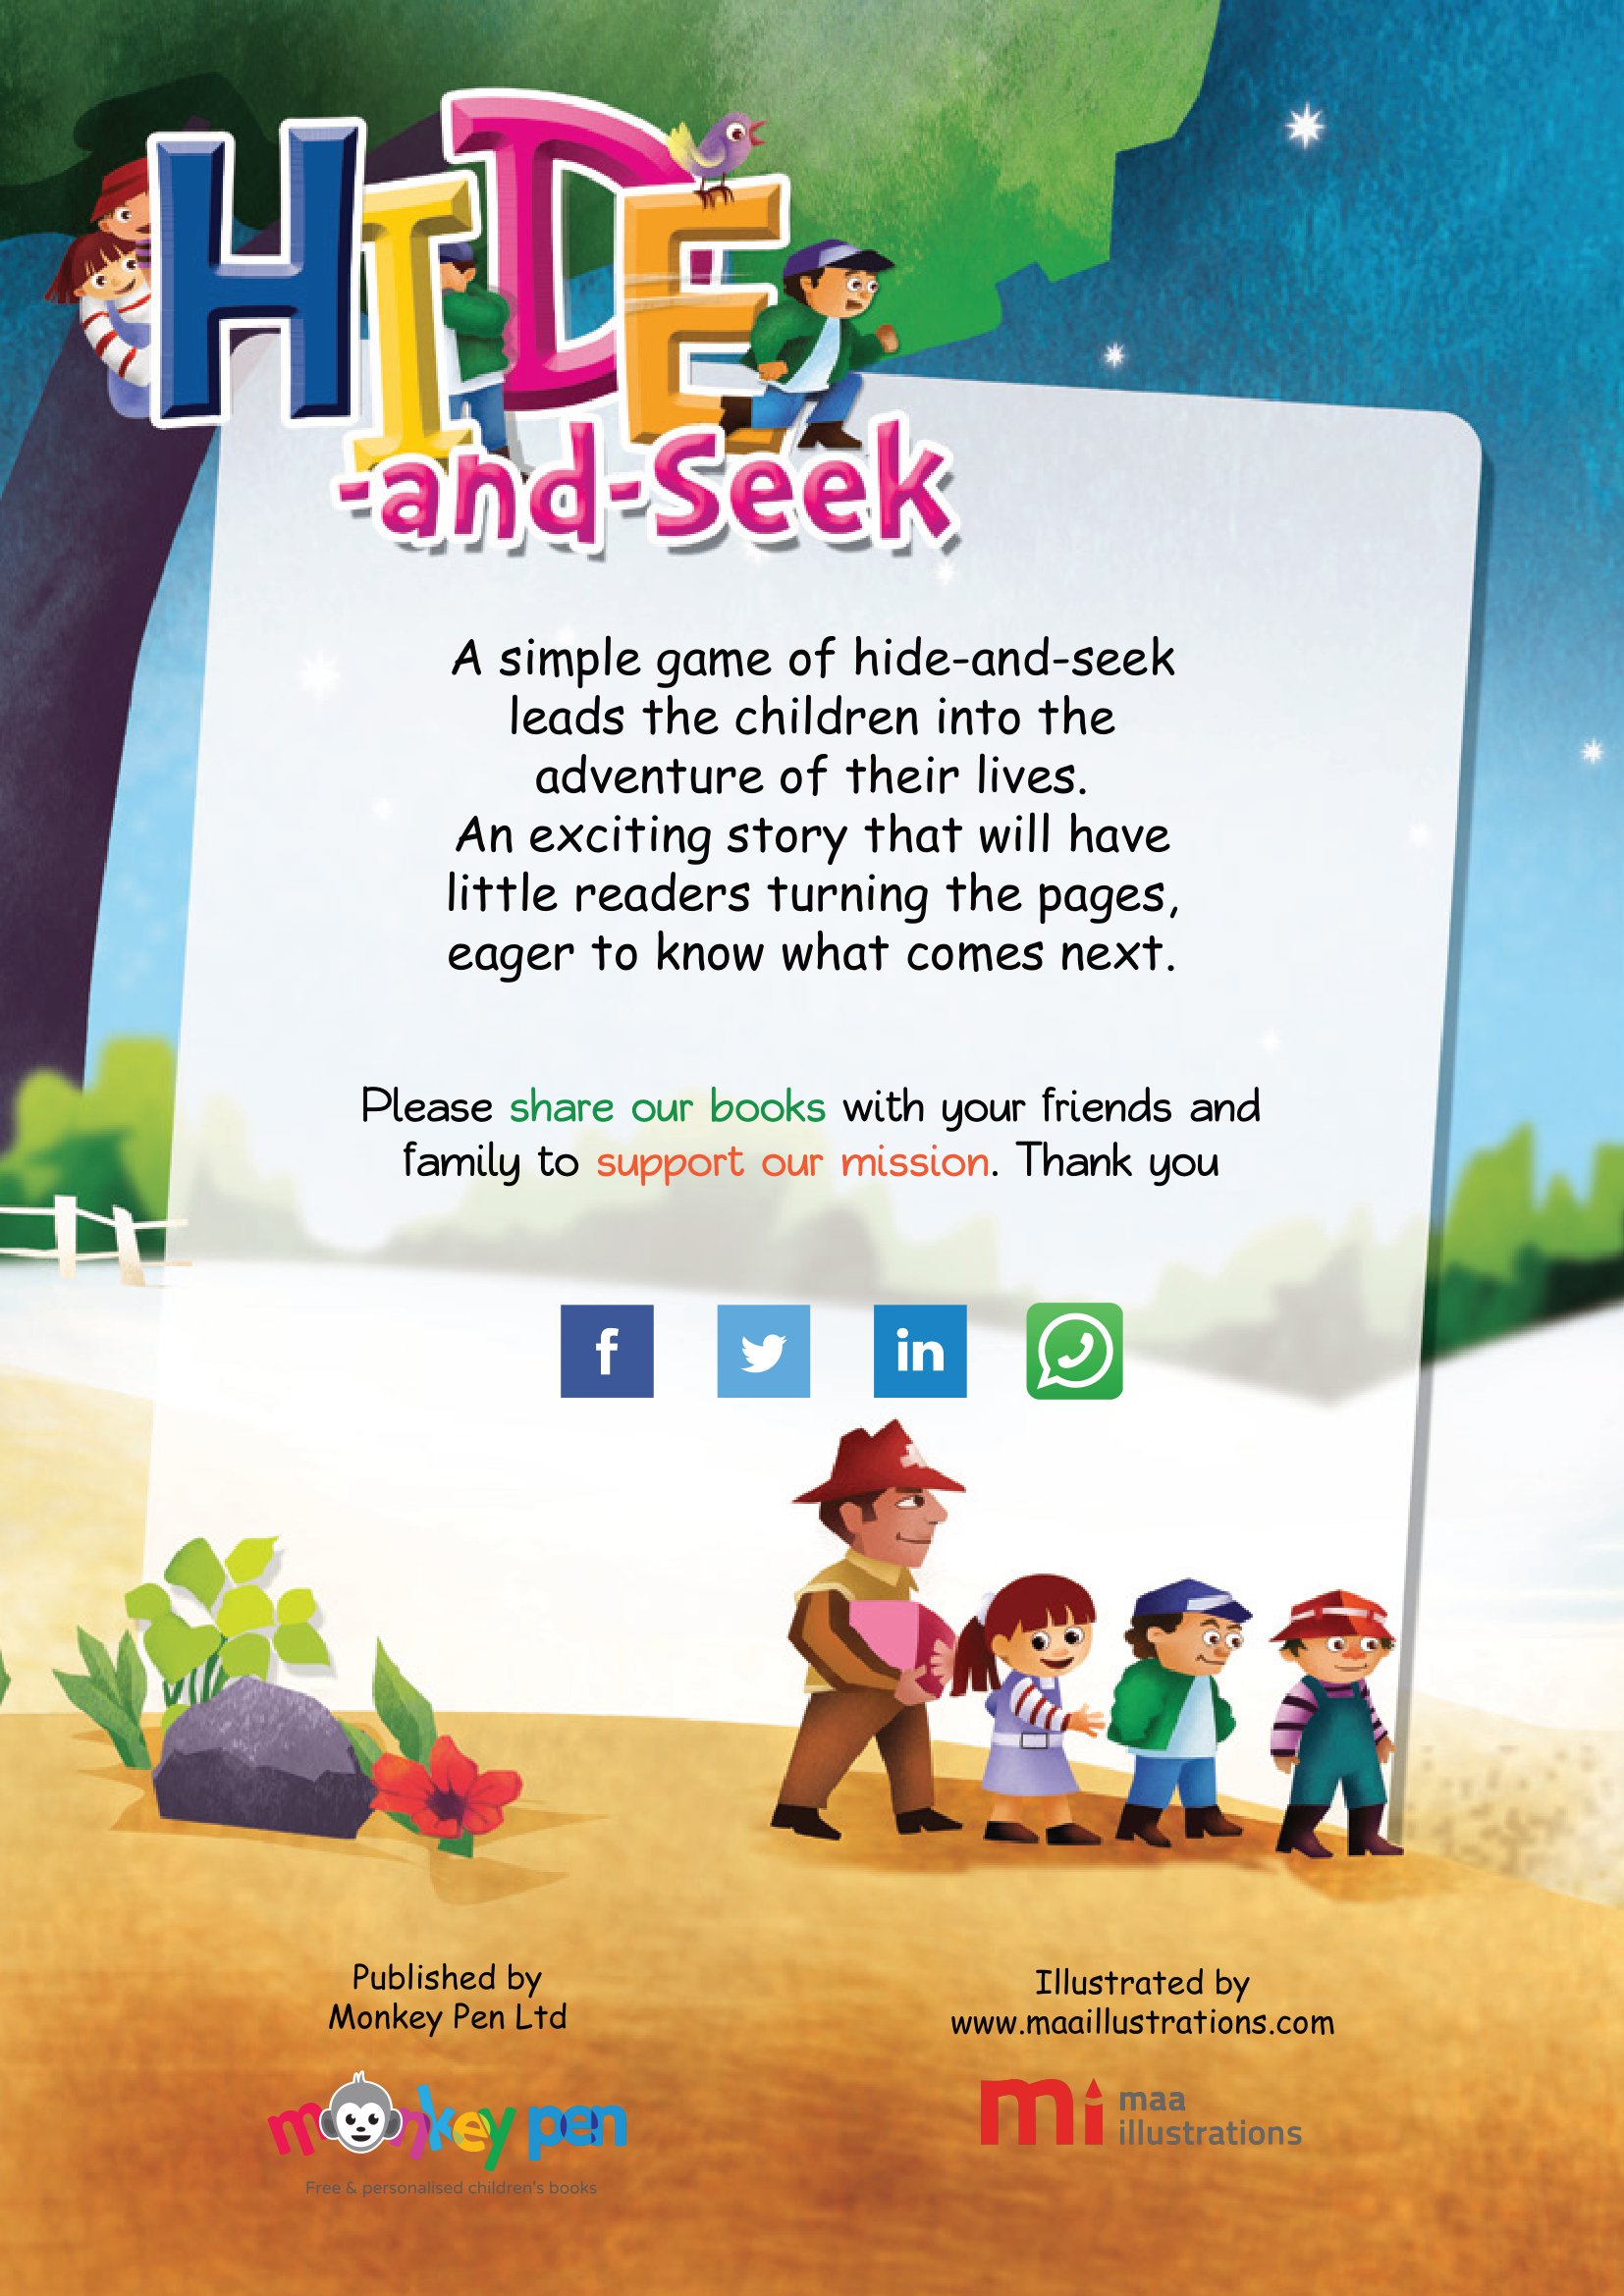 HIDE
-and-Seek
A simple game of hide-and-seek
leads the children into the
adventure of their lives.
An exciting story that will have
little readers turning the pages,
eager to know what comes next.
Please share our books with your friends and
family to support our mission. Thank you
f
in
Published by
Monkey Pen Ltd
monkey pen
Free & personalised children's books
Illustrated by
www.maaillustrations.com
mi
maa
illustrations